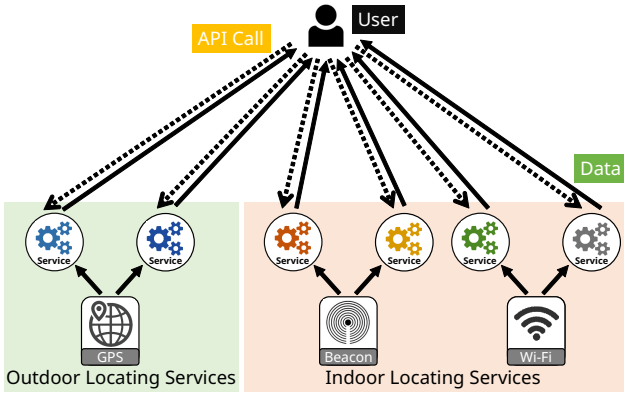 User
API Call
Data
Service
Service
Service
Service
Service
Service
GPS
Beacon
Wi-Fi
Outdoor Locating Services
Indoor Locating Services